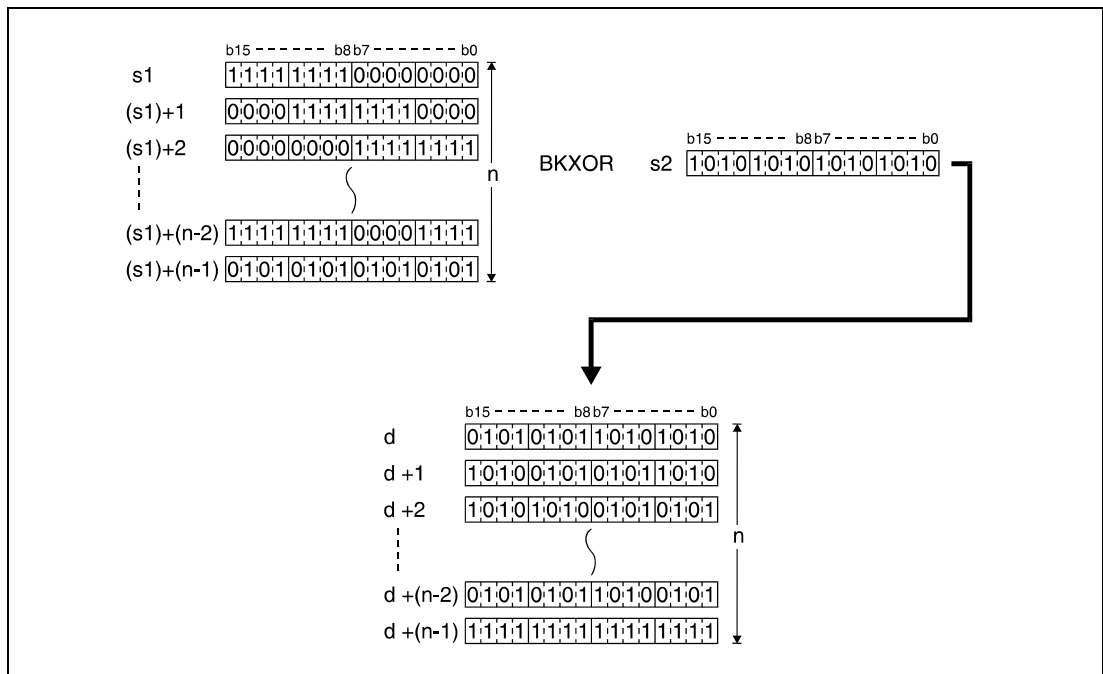 b15 b8 b7 b0
s1 1111111100000000
(s1)+1 0000111111110000
(s1)+2 0000000011111111
n
(s1)+(n-2) 1111111100001111
(s1)+(n-1) 0101010101010101
BKXOR
b15 b8 b7 b0
s2 1010101010101010
b15 b8 b7 b0
d 0101010110101010
d +1 1010010101011010
d +2 1010101001010101
n
d +(n-2) 0101010110100101
d +(n-1) 1111111111111111